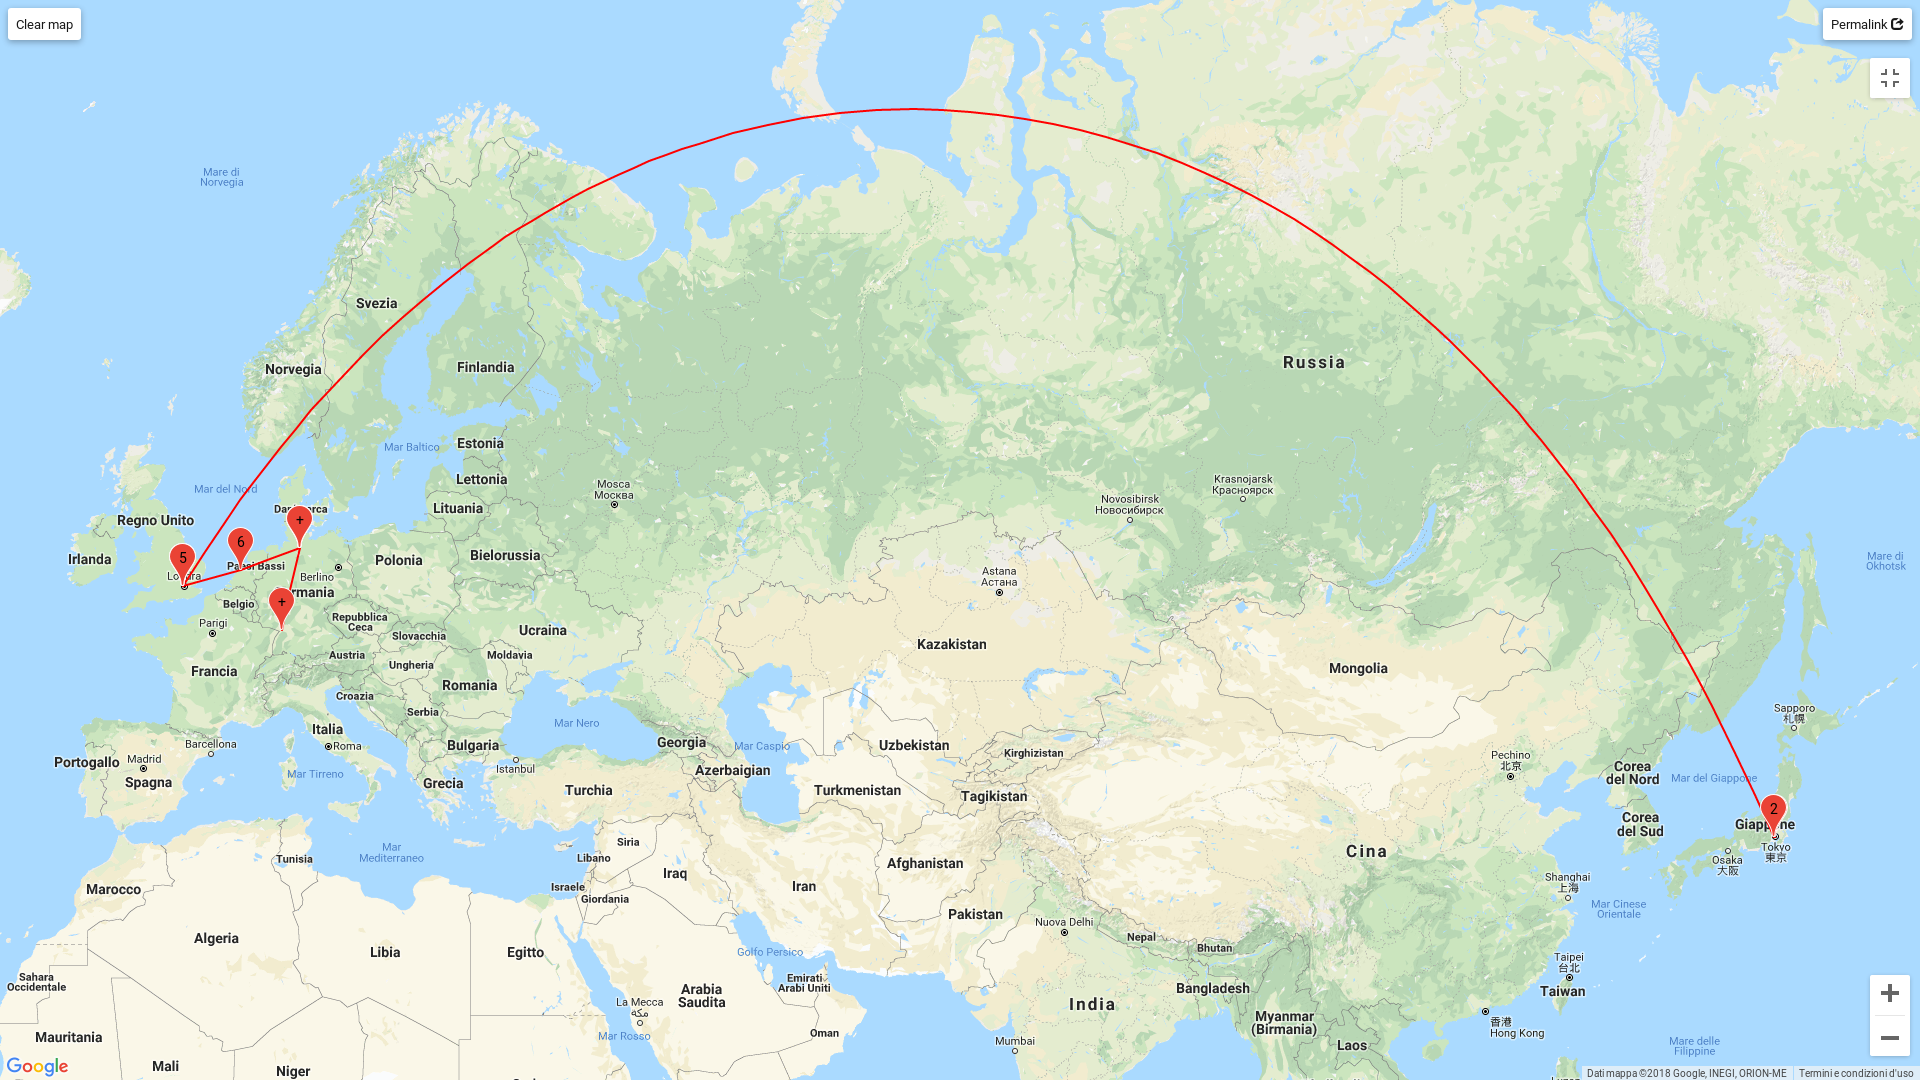 Clear map
Permalink
Mare di
Norvegia
Svezia
Norvegia
Finlandia
Russia
Estonia
Mar Baltico
Lettonia
Mar del Nord
Mosca
Москва
Krasnojarsk
Красноярск
Novosibirsk
Новосибирск
Lituania
Regno Unito
+
5
6
Irlanda
Paesi Bassi
Polonia
Bielorussia
Mare di
Okhotsk
Berlino
Astana
Астана
Belgio
+
Parigi
Repubblica
Ceca
Slovacchia
Ucraina
Kazakistan
Austria
Moldavia
Ungheria
Mongolia
Francia
Romania
Croazia
Serbia
Sapporo
札幌
Mar Nero
Italia
Barcellona
Roma
Bulgaria
Georgia
Mar Caspio
Uzbekistan
Kirghizistan
Pechino
北京
Portogallo
Madrid
Spagna
Mar Tirreno
Istanbul
Grecia
Azerbaigian
Corea
del Nord
Mar del Giappone
Turchia
Turkmenistan
Tagikistan
2
Giappone
Corea
del Sud
Tokyo
東京
Osaka
大阪
Mar
Mediterraneo
Tunisia
Siria
Libano
Afghanistan
Cina
Iraq
Iran
Israele
Giordania
Shanghai
上海
Marocco
Mar Cinese
Orientale
Pakistan
Nuova Delhi
Nepal
Bhutan
Algeria
Libia
Egitto
Golfo Persico
Taipei
台北
Sahara
Occidentale
Emirati
Arabi Uniti
Arabia
Saudita
Bangladesh
Taiwan
La Mecca
مكة
India
Myanmar
(Birmania)
香港
Hong Kong
Mauritania
Mar Rosso
Oman
Mumbai
Laos
Mare delle
Filippine
Mali
Niger
Google
Dati mappa ©2018 Google, INEGI, ORION-ME
Termini e condizioni d'uso